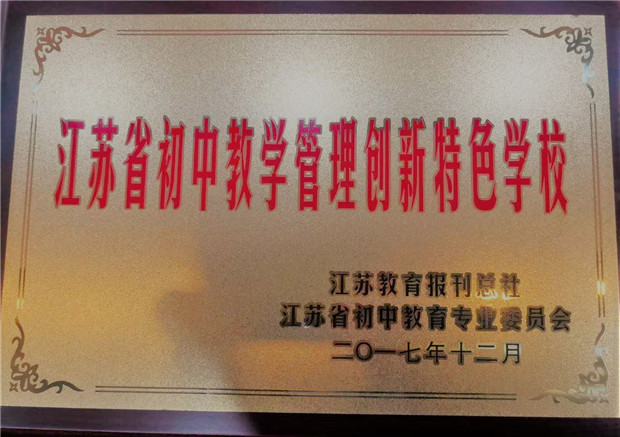 江苏省初中教学管理创新特色学校
江苏教育报刊总社
江苏省初中教育专业委员会
二〇一七年十二月